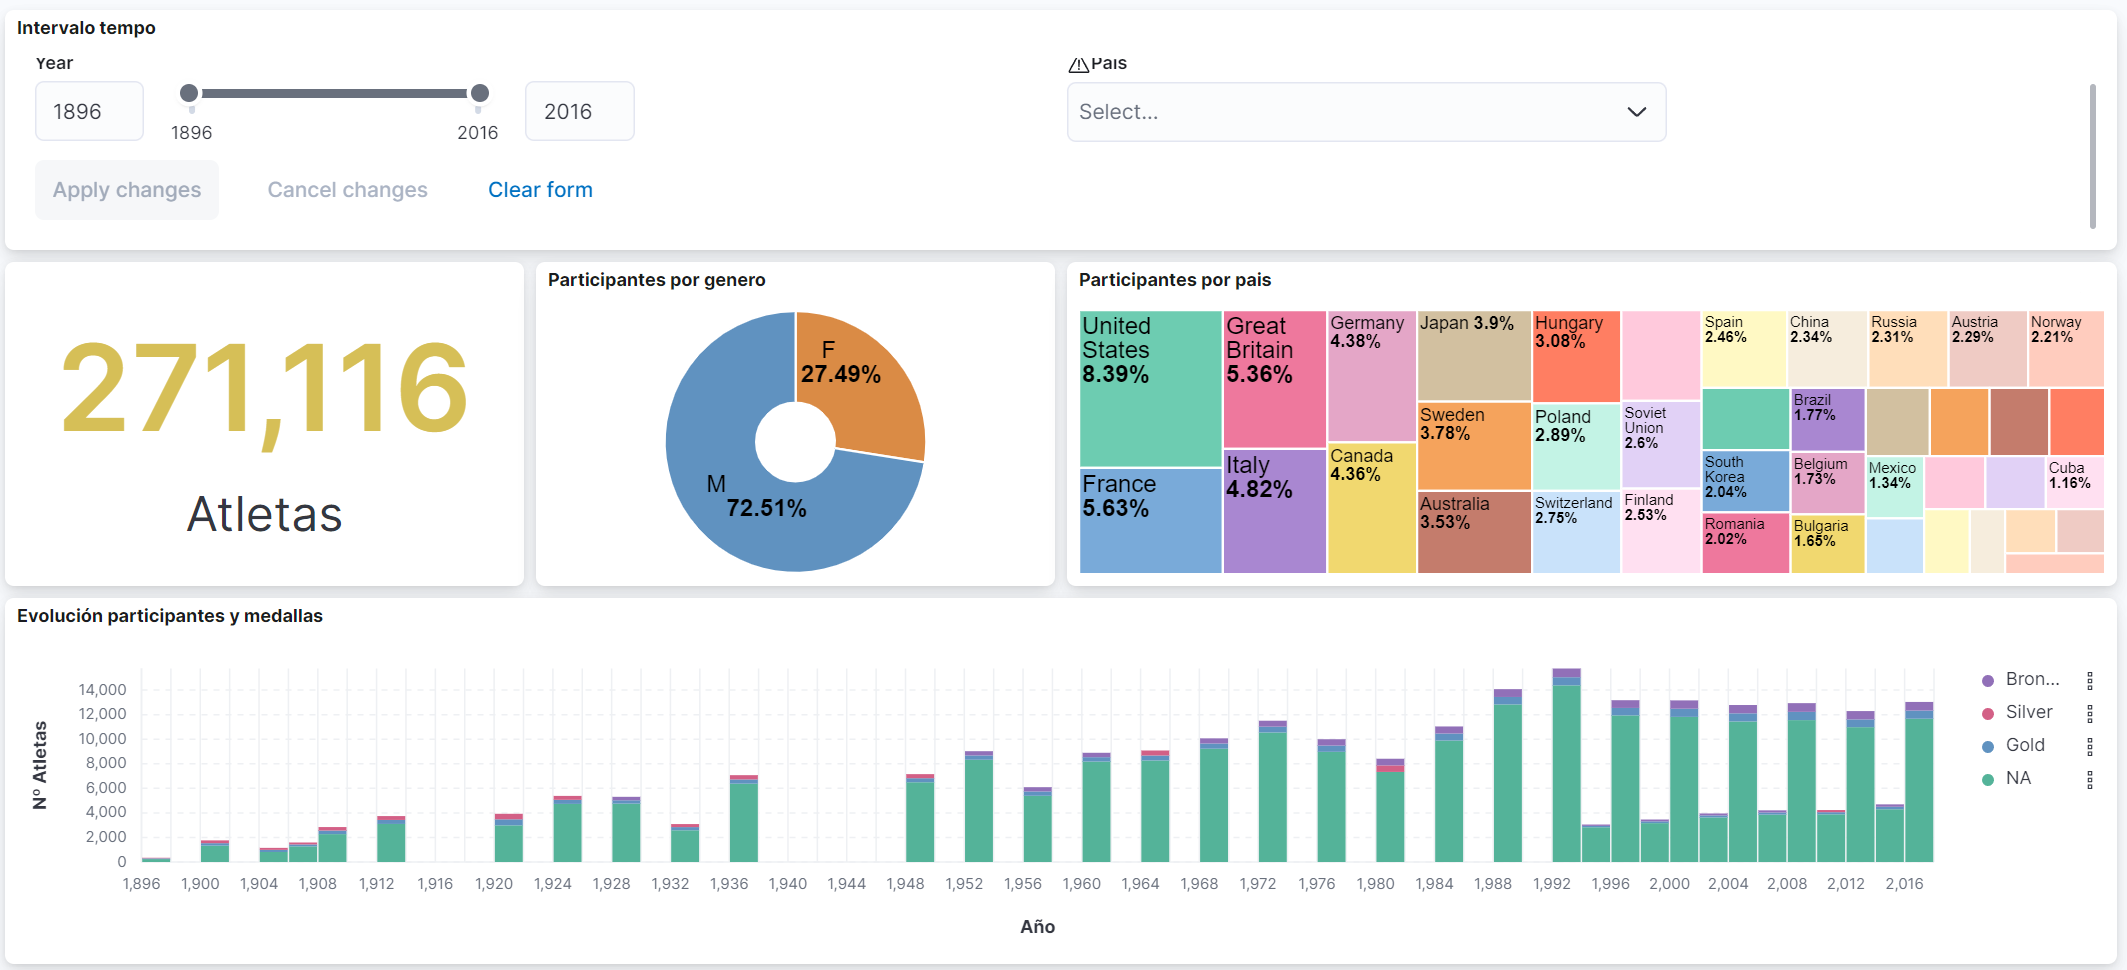 Intervalo tempo
Year
1896
1896
2016
2016
Apply changes
Cancel changes
Clear form
Pais
Select...
271,116
Atletas
Participantes por genero
F
27.49%
M
72.51%
Participantes por pais
United
States
8.39%
France
5.63%
Great
Britain
5.36%
Italy
4.82%
Germany
4.38%
Canada
4.36%
Japan 3.9%
Sweden
3.78%
Australia
3.53%
Hungary
3.08%
Poland
2.89%
Switzerland
2.75%
Soviet
Union
2.6%
Finland
2.53%
Spain
2.46%
China
2.34%
Russia
2.31%
Austria
2.29%
Norway
2.21%
South
Korea
2.04%
Romania
2.02%
Brazil
1.77%
Belgium
1.73%
Bulgaria
1.65%
Mexico
1.34%
Cuba
1.16%
Evolución participantes y medallas
Nº Atletas
14,000
12,000
10,000
8,000
6,000
4,000
2,000
0
1,896 1,900 1,904 1,908 1,912 1,916 1,920 1,924 1,928 1,932 1,936 1,940 1,944 1,948 1,952 1,956 1,960 1,964 1,968 1,972 1,976 1,980 1,984 1,988 1,992 1,996 2,000 2,004 2,008 2,012 2,016
Año
Bron...
Silver
Gold
NA